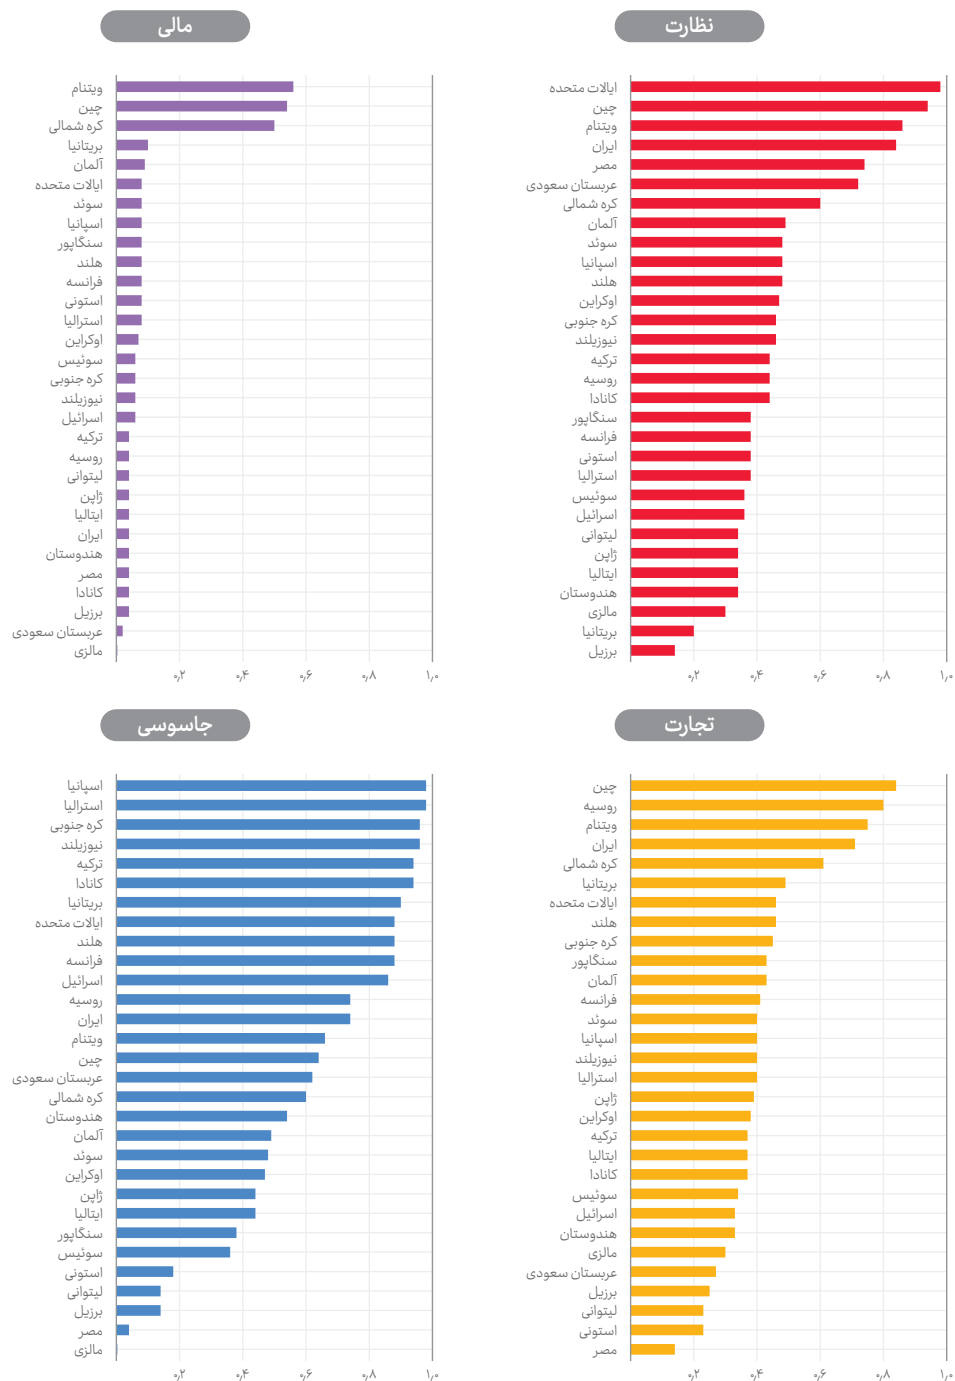 نظارت
ایالات متحده
چین
ویتنام
ایران
مصر
عربستان سعودی
کره شمالی
آلمان
سوئد
اسپانیا
هلند
اوکراین
کره جنوبی
نیوزیلند
ترکیه
روسیه
کانادا
سنگاپور
فرانسه
استونی
استرالیا
سوئیس
اسرائیل
لیتوانی
ژاپن
ایتالیا
هندوستان
مالزی
بریتانیا
برزیل
۰٫۲ ۰٫۴ ۰٫۶ ۰٫۸ ۱٫۰
مالی
ویتنام
چین
کره شمالی
بریتانیا
آلمان
ایالات متحده
سوئد
اسپانیا
سنگاپور
هلند
فرانسه
استونی
استرالیا
اوکراین
سوئیس
کره جنوبی
نیوزیلند
اسرائیل
ترکیه
روسیه
لیتوانی
ژاپن
ایتالیا
ایران
هندوستان
مصر
کانادا
برزیل
عربستان سعودی
مالزی
۰٫۲ ۰٫۴ ۰٫۶ ۰٫۸ ۱٫۰
تجارت
چین
روسیه
ویتنام
ایران
کره شمالی
بریتانیا
ایالات متحده
هلند
کره جنوبی
سنگاپور
آلمان
فرانسه
سوئد
اسپانیا
نیوزیلند
استرالیا
ژاپن
اوکراین
ترکیه
ایتالیا
کانادا
سوئیس
اسرائیل
هندوستان
مالزی
عربستان سعودی
برزیل
لیتوانی
استونی
مصر
۰٫۲ ۰٫۴ ۰٫۶ ۰٫۸ ۱٫۰
جاسوسی
اسپانیا
استرالیا
کره جنوبی
نیوزیلند
ترکیه
کانادا
بریتانیا
ایالات متحده
هلند
فرانسه
اسرائیل
روسیه
ایران
ویتنام
چین
عربستان سعودی
کره شمالی
هندوستان
آلمان
سوئد
اوکراین
ژاپن
ایتالیا
سنگاپور
سوئیس
استونی
لیتوانی
برزیل
مصر
مالزی
۰٫۲ ۰٫۴ ۰٫۶ ۰٫۸ ۱٫۰